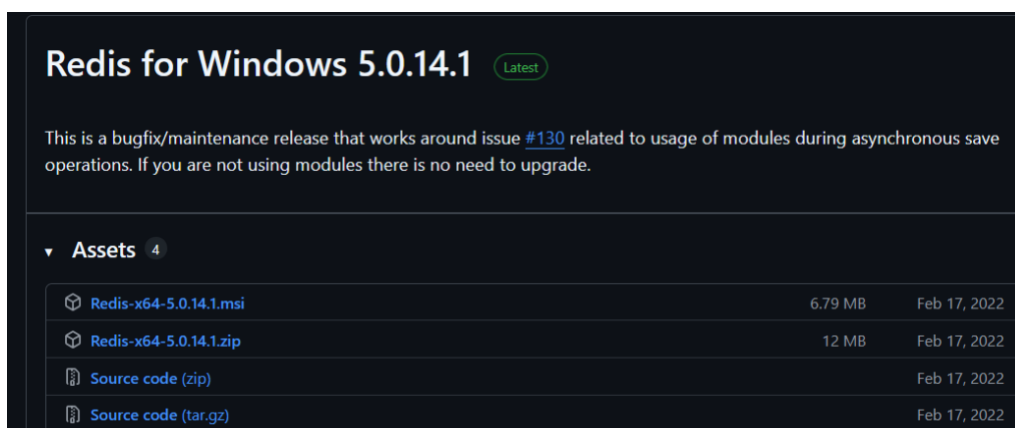 Redis for Windows 5.0.14.1 Latest
This is a bugfix/maintenance release that works around issue #130 related to usage of modules during asynchronous save
operations. If you are not using modules there is no need to upgrade.
Assets 4
Redis-x64-5.0.14.1.msi 6.79 MB Feb 17, 2022
Redis-x64-5.0.14.1.zip 12 MB Feb 17, 2022
Source code (zip) Feb 17, 2022
Source code (tar.gz) Feb 17, 2022